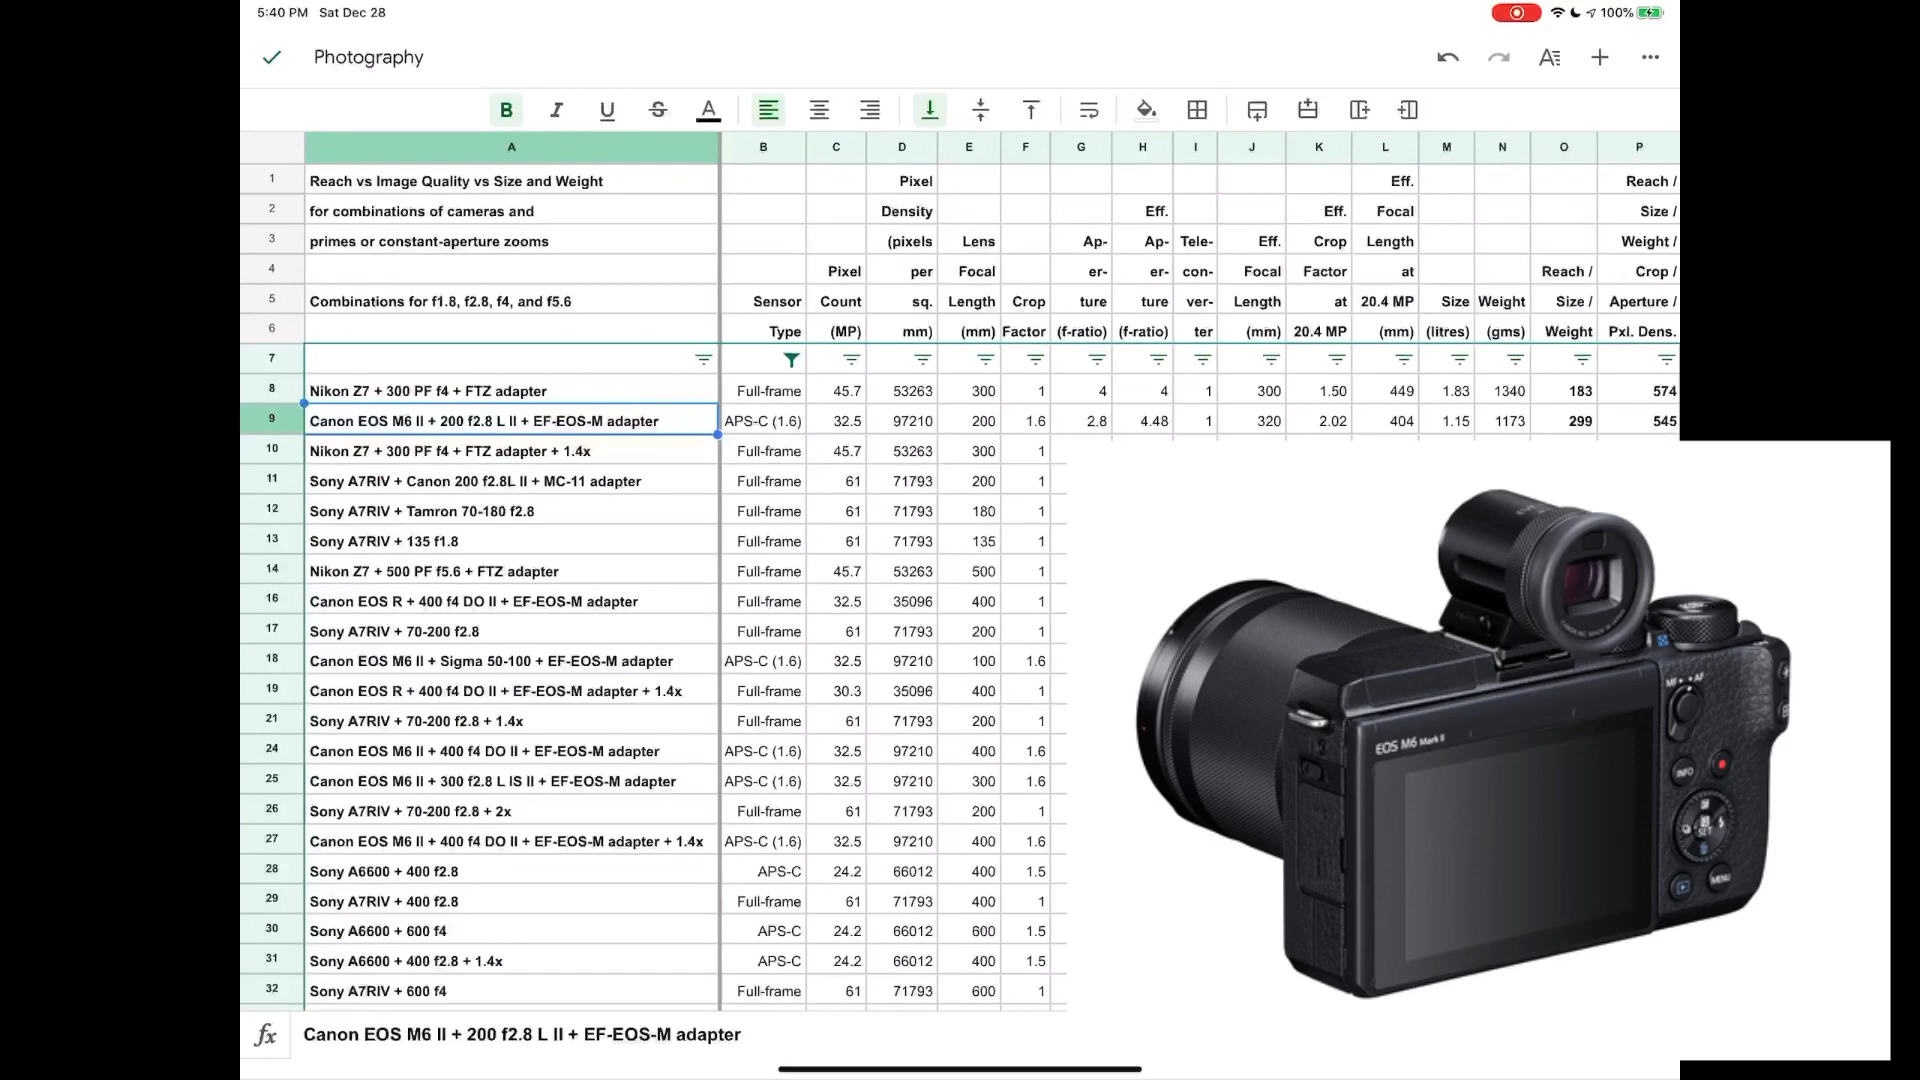 5:40 PM Sat Dec 28
100%
Photography
B I U S A
A B C D E F G H I J K L M N O P
1 Reach vs Image Quality vs Size and Weight Pixel Eff. Reach /
2 for combinations of cameras and Density Eff. Eff. Focal Size /
3 primes or constant-aperture zooms (pixels Lens Ap- Ap- Tele- Eff. Crop Length Weight /
4 Pixel per Focal er- er- con- Focal Factor at Reach / Crop /
5 Combinations for f1.8, f2.8, f4, and f5.6 Sensor Count sq. Length Crop ture ture ver- Length at 20.4 MP Size Weight Size / Aperture /
6 Type (MP) mm) (mm) Factor (f-ratio) (f-ratio) ter (mm) 20.4 MP (mm) (litres) (gms) Weight Pxl. Dens.
7
8 Nikon Z7 + 300 PF f4 + FTZ adapter Full-frame 45.7 53263 300 1 4 4 1 300 1.50 449 1.83 1340 183 574
9 Canon EOS M6 II + 200 f2.8 L II + EF-EOS-M adapter APS-C (1.6) 32.5 97210 200 1.6 2.8 4.48 1 320 2.02 404 1.15 1173 299 545
10 Nikon Z7 + 300 PF f4 + FTZ adapter + 1.4x Full-frame 45.7 53263 300 1
11 Sony A7RIV + Canon 200 f2.8L II + MC-11 adapter Full-frame 61 71793 200 1
12 Sony A7RIV + Tamron 70-180 f2.8 Full-frame 61 71793 180 1
13 Sony A7RIV + 135 f1.8 Full-frame 61 71793 135 1
14 Nikon Z7 + 500 PF f5.6 + FTZ adapter Full-frame 45.7 53263 500 1
16 Canon EOS R + 400 f4 DO II + EF-EOS-M adapter Full-frame 32.5 35096 400 1
17 Sony A7RIV + 70-200 f2.8 Full-frame 61 71793 200 1
18 Canon EOS M6 II + Sigma 50-100 + EF-EOS-M adapter APS-C (1.6) 32.5 97210 100 1.6
19 Canon EOS R + 400 f4 DO II + EF-EOS-M adapter + 1.4x Full-frame 30.3 35096 400 1
21 Sony A7RIV + 70-200 f2.8 + 1.4x Full-frame 61 71793 200 1
24 Canon EOS M6 II + 400 f4 DO II + EF-EOS-M adapter APS-C (1.6) 32.5 97210 400 1.6
25 Canon EOS M6 II + 300 f2.8 L IS II + EF-EOS-M adapter APS-C (1.6) 32.5 97210 300 1.6
26 Sony A7RIV + 70-200 f2.8 + 2x Full-frame 61 71793 200 1
27 Canon EOS M6 II + 400 f4 DO II + EF-EOS-M adapter + 1.4x APS-C (1.6) 32.5 97210 400 1.6
28 Sony A6600 + 400 f2.8 APS-C 24.2 66012 400 1.5
29 Sony A7RIV + 400 f2.8 Full-frame 61 71793 400 1
30 Sony A6600 + 600 f4 APS-C 24.2 66012 600 1.5
31 Sony A6600 + 400 f2.8 + 1.4x APS-C 24.2 66012 400 1.5
32 Sony A7RIV + 600 f4 Full-frame 61 71793 600 1
MF AF
EOS M6 Mark II
INFO
SET
MENU
fx Canon EOS M6 II + 200 f2.8 L II + EF-EOS-M adapter